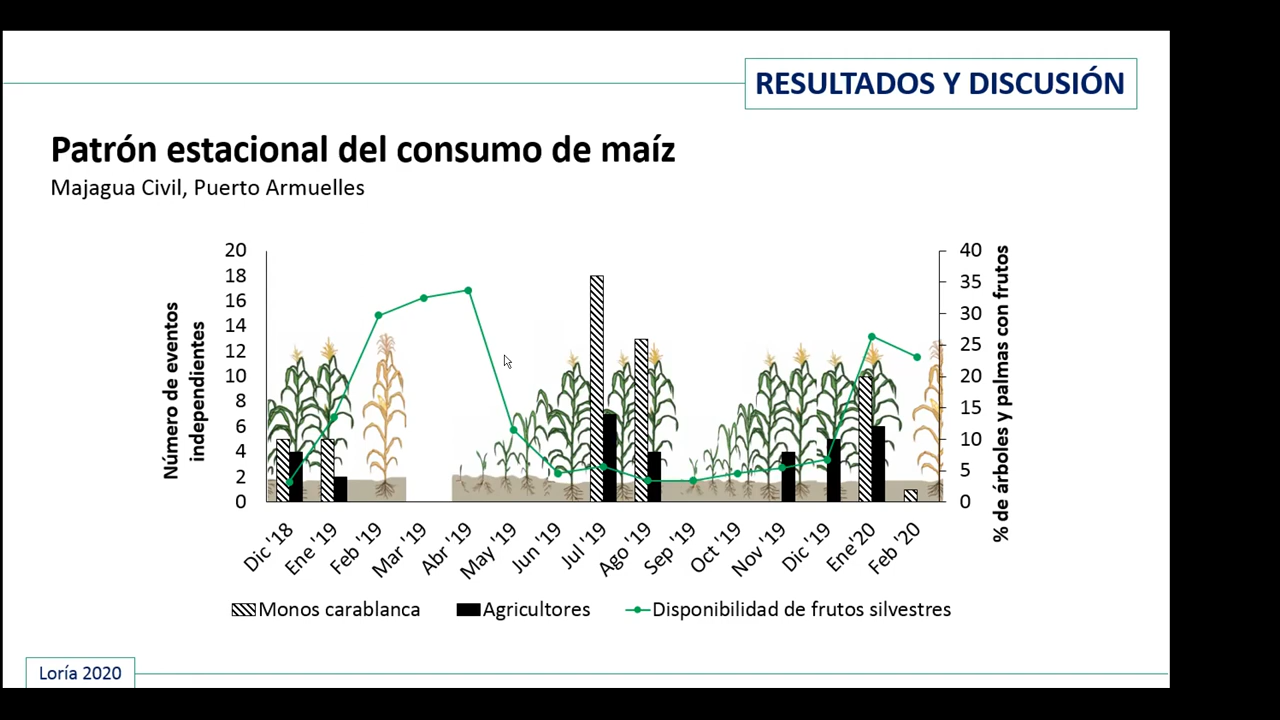 RESULTADOS Y DISCUSIÓN
Patrón estacional del consumo de maíz
Majagua Civil, Puerto Armuelles
Número de eventos
independientes
20
18
16
14
12
10
8
6
4
2
0
40
35
30
25
20
15
10
5
0
% de árboles y palmas con frutos
Dic '18
Ene '19
Feb '19
Mar '19
Abr '19
May '19
Jun '19
Jul '19
Ago '19
Sep '19
Oct '19
Nov '19
Dic '19
Ene'20
Feb '20
Monos carablanca
Agricultores
Disponibilidad de frutos silvestres
Loría 2020